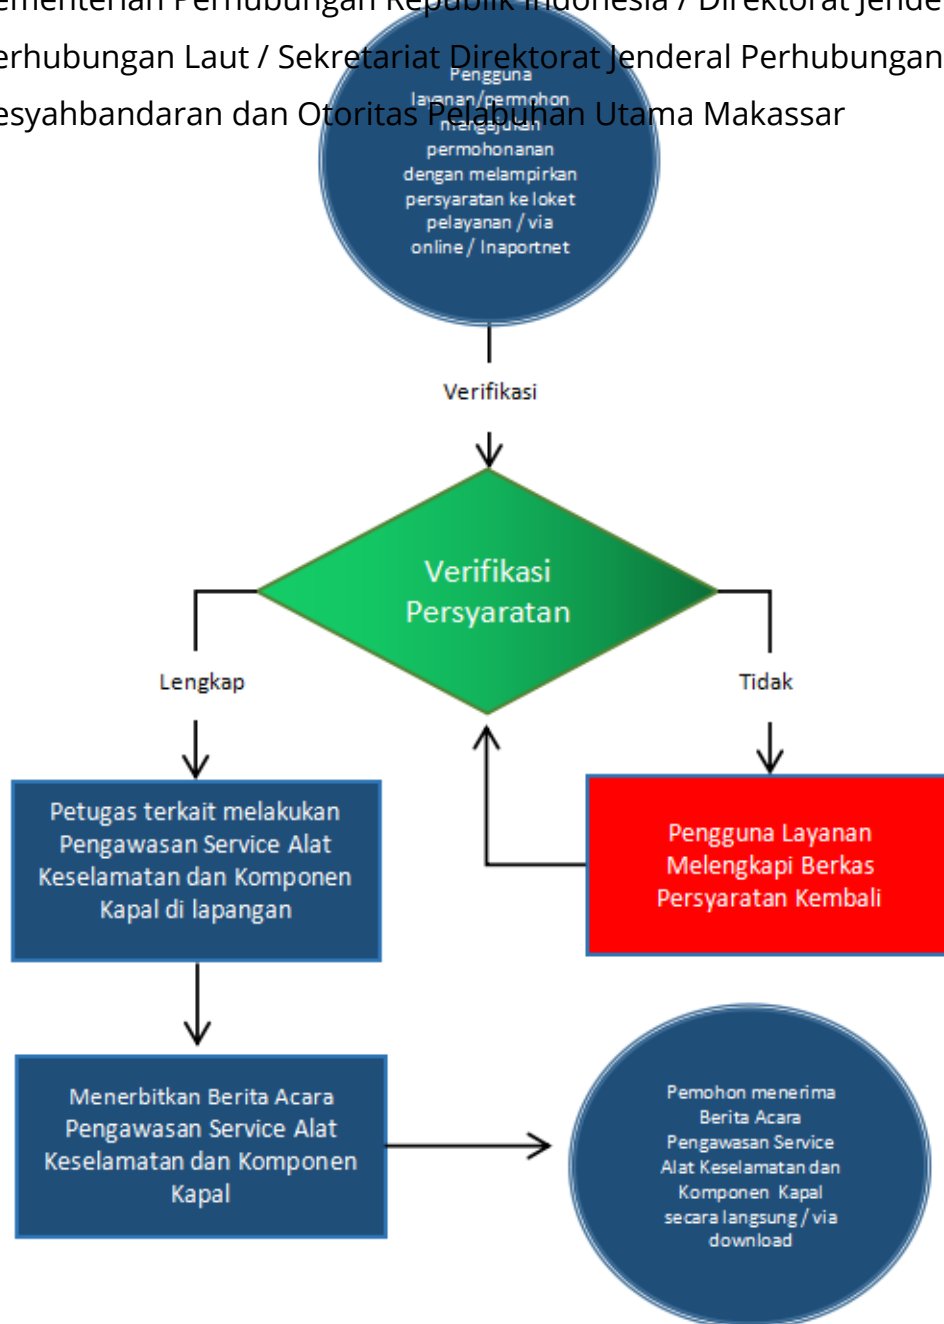 ementerian Perhubungan Republik Indonesia / Direktorat Jende
erhubungan Laut / Sekretariat Direktorat Jenderal Perhubungan
esyahbandaran dan Otoritas Pelabuhan Utama Makassar
Pengguna
layanan/permohon
mengajukan
permohonanan
dengan melampirkan
persyaratan ke loket
pelayanan / via
online / Inaportnet
Verifikasi
Verifikasi
Persyaratan
Lengkap
Tidak
Petugas terkait melakukan
Pengawasan Service Alat
Keselamatan dan Komponen
Kapal di lapangan
Pengguna Layanan
Melengkapi Berkas
Persyaratan Kembali
Menerbitkan Berita Acara
Pengawasan Service Alat
Keselamatan dan Komponen
Kapal
Pemohon menerima
Berita Acara
Pengawasan Service
Alat Keselamatan dan
Komponen Kapal
secara langsung / via
download